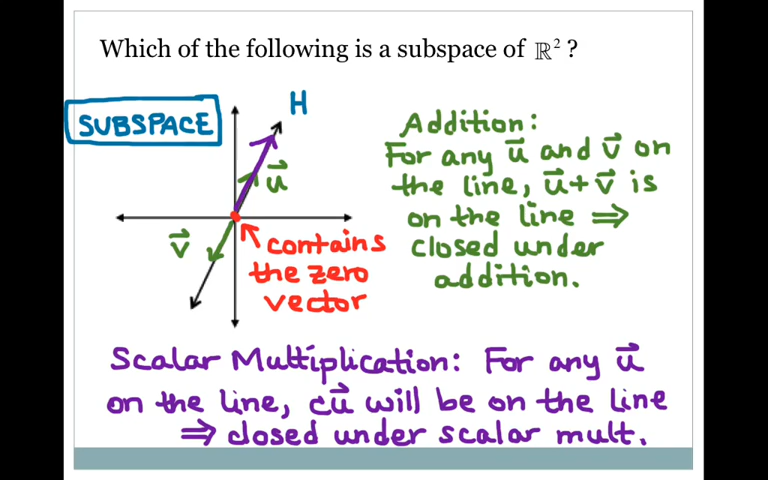 Which of the following is a subspace of ℝ² ?
SUBSPACE
H
u⃗
v⃗
contains
the zero
vector
Addition:
For any u⃗ and v⃗ on
the line, u⃗+v⃗ is
on the line ⇒
closed under
addition.
Scalar Multiplication: For any u⃗
on the line, cu⃗ will be on the line
⇒ closed under scalar mult.